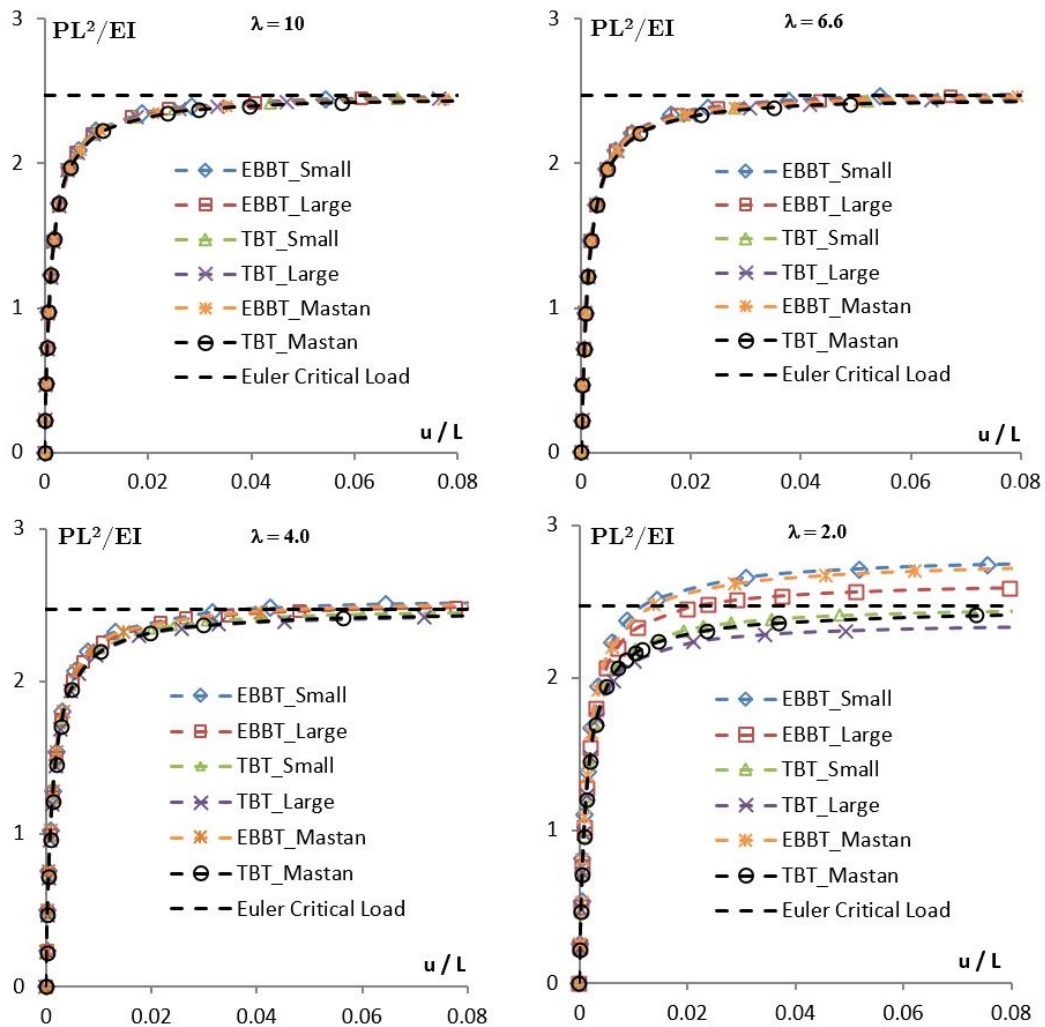 3
PL²/EI
λ = 10
2
1
0
EBBT_Small
EBBT_Large
TBT_Small
TBT_Large
EBBT_Mastan
TBT_Mastan
Euler Critical Load
u / L
0 0.02 0.04 0.06 0.08
3
PL²/EI
λ = 6.6
2
1
0
EBBT_Small
EBBT_Large
TBT_Small
TBT_Large
EBBT_Mastan
TBT_Mastan
Euler Critical Load
u / L
0 0.02 0.04 0.06 0.08
3
PL²/EI
λ = 4.0
2
1
0
EBBT_Small
EBBT_Large
TBT_Small
TBT_Large
EBBT_Mastan
TBT_Mastan
Euler Critical Load
u / L
0 0.02 0.04 0.06 0.08
3
PL²/EI
λ = 2.0
2
1
0
EBBT_Small
EBBT_Large
TBT_Small
TBT_Large
EBBT_Mastan
TBT_Mastan
Euler Critical Load
u / L
0 0.02 0.04 0.06 0.08